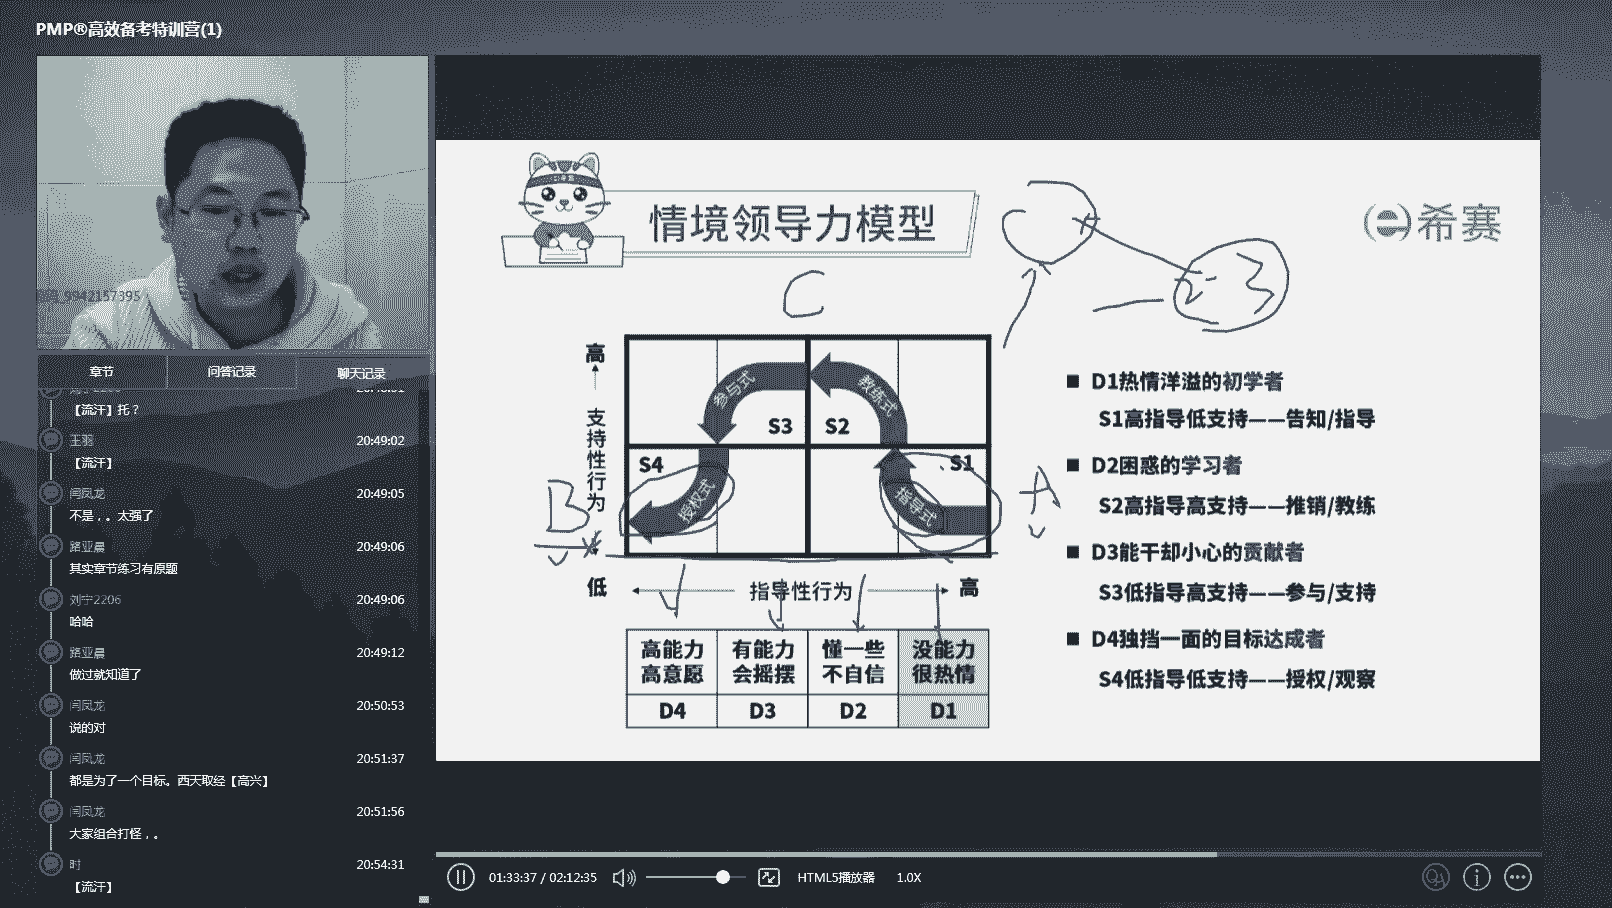 PMP®高效备考特训营(1)
9942157395
章节
问答记录
聊天记录
【流汗】托？
王羽
20:49:02
【流汗】
闫凤龙
20:49:05
不是，。太强了
路亚晨
20:49:06
其实章节练习有原题
刘宁2206
20:49:06
哈哈
路亚晨
20:49:12
做过就知道了
闫凤龙
20:50:53
说的对
闫凤龙
20:51:37
都是为了一个目标。西天取经【高兴】
闫凤龙
20:51:56
大家组合打怪，。
时
20:54:31
【流汗】
情境领导力模型
希赛
C
2
3
高
支持性行为
低
参与式
教练式
S3
S2
S4
S1
授权式
指导式
B
A
指导性行为
高
高能力
高意愿
有能力
会摇摆
懂一些
不自信
没能力
很热情
D4
D3
D2
D1
D1热情洋溢的初学者
S1高指导低支持——告知/指导
D2困惑的学习者
S2高指导高支持——推销/教练
D3能干却小心的贡献者
S3低指导高支持——参与/支持
D4独挡一面的目标达成者
S4低指导低支持——授权/观察
01:33:37 / 02:12:35
HTML5播放器
1.0X